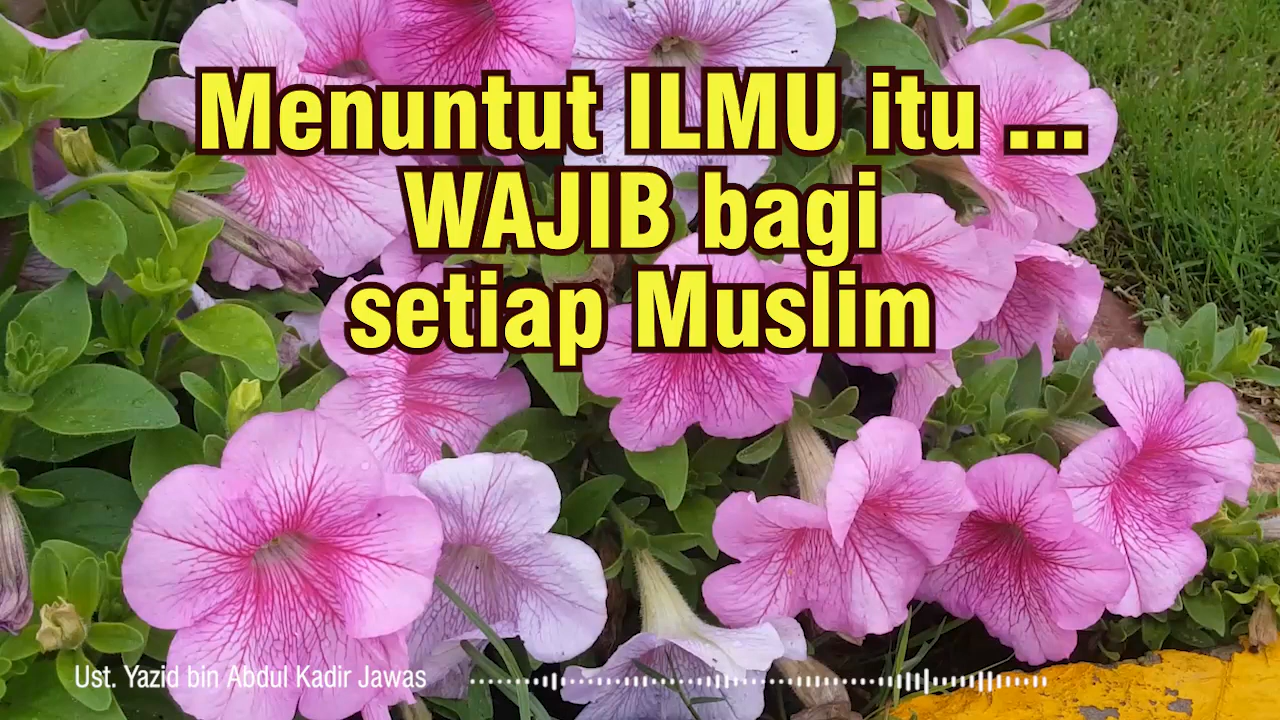 Menuntut ILMU itu ...
WAJIB bagi
setiap Muslim
Ust. Yazid bin Abdul Kadir Jawas